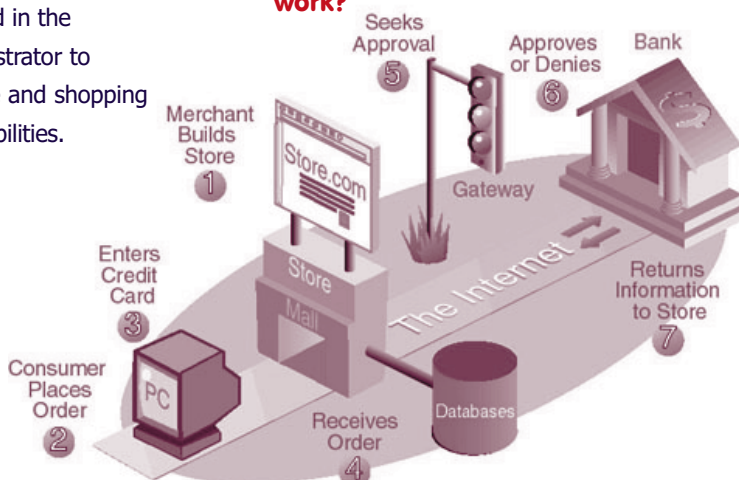 d in the
strator to
and shopping
bilities.
work?
Merchant
Builds
Store
1
Store.com
Store
Mall
Enters
Credit
Card
3
Consumer
Places
Order
2
PC
Receives
Order
4
Databases
The Internet
Seeks
Approval
5
Gateway
Approves
or Denies
6
Bank
$
Returns
Information
to Store
7